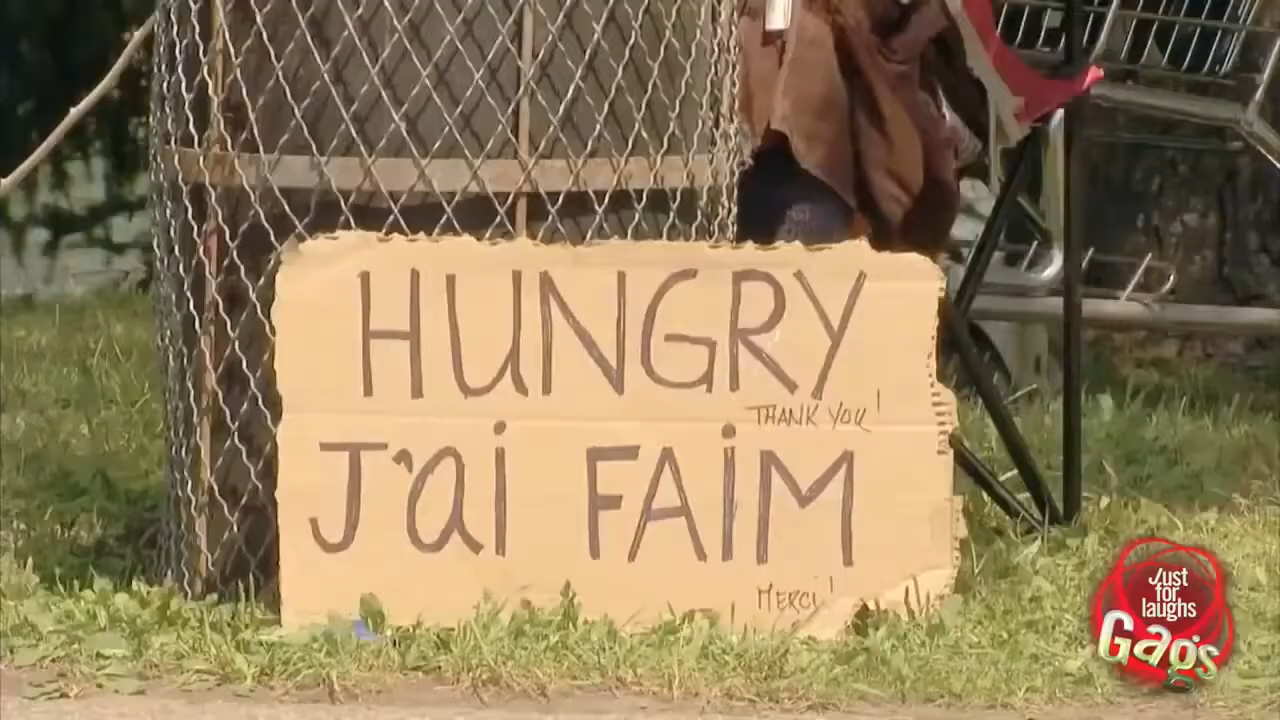 HUNGRY
THANK YOU!
J'ai FAiM
MERCi!
Just
for
laughs
Gags